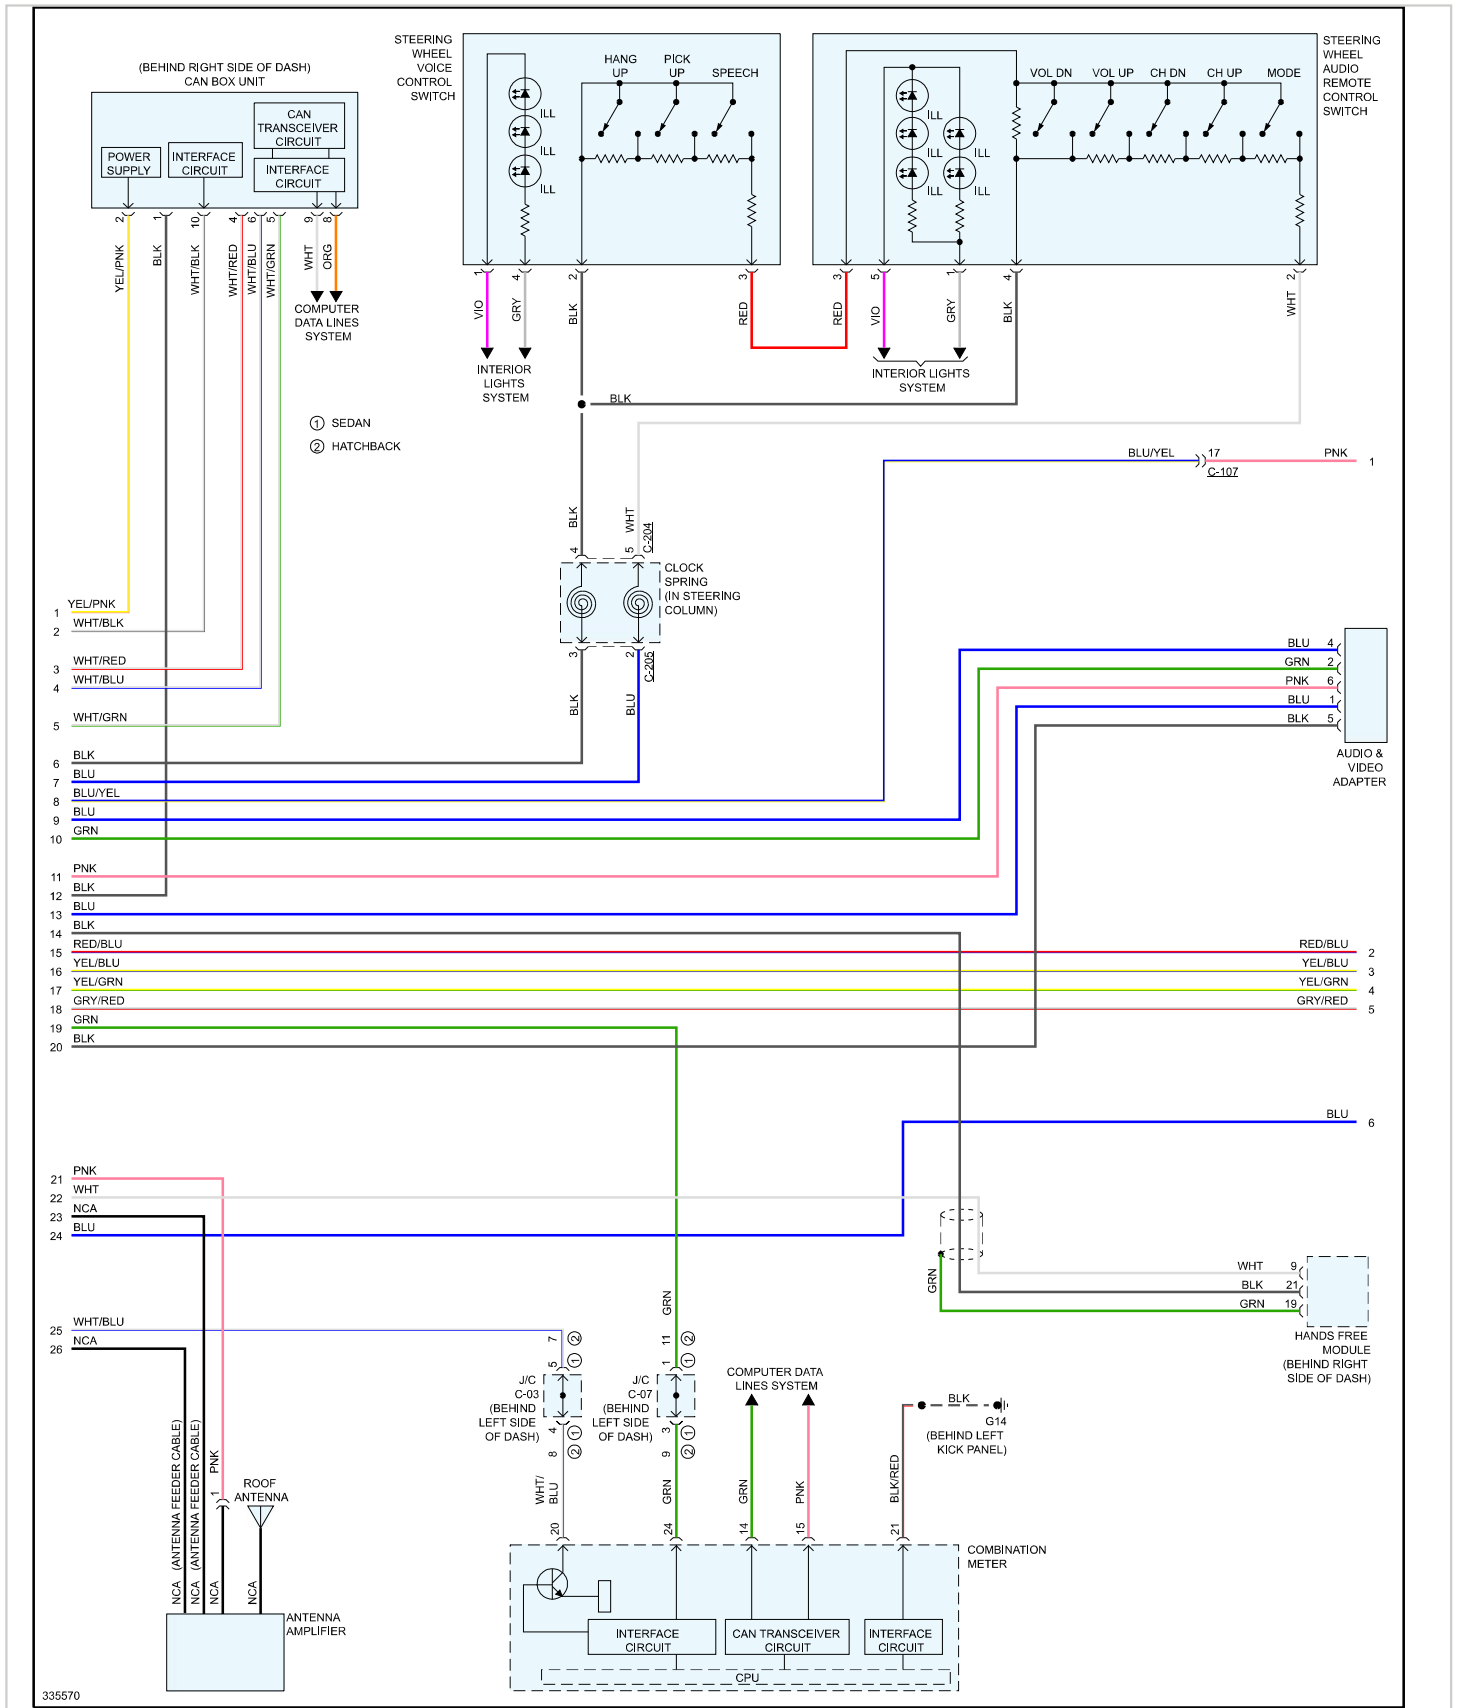 (BEHIND RIGHT SIDE OF DASH)
CAN BOX UNIT
CAN
TRANSCEIVER
CIRCUIT
POWER
SUPPLY
INTERFACE
CIRCUIT
INTERFACE
CIRCUIT
2
1
10
4
6
5
9
8
YEL/PNK
BLK
WHT/BLK
WHT/RED
WHT/BLU
WHT/GRN
WHT
ORG
COMPUTER
DATA LINES
SYSTEM
STEERING
WHEEL
VOICE
CONTROL
SWITCH
HANG
UP
PICK
UP
SPEECH
ILL
ILL
ILL
1
4
2
3
VIO
GRY
BLK
RED
INTERIOR
LIGHTS
SYSTEM
STEERING
WHEEL
AUDIO
REMOTE
CONTROL
SWITCH
VOL DN
VOL UP
CH DN
CH UP
MODE
ILL
ILL
ILL
ILL
ILL
3
5
1
4
2
RED
VIO
GRY
BLK
WHT
INTERIOR LIGHTS
SYSTEM
BLK
1 SEDAN
2 HATCHBACK
BLU/YEL
17
C-107
PNK
1
BLK
WHT
4
5
C-204
CLOCK
SPRING
(IN STEERING
COLUMN)
3
2
C-205
BLK
BLU
1 YEL/PNK
2 WHT/BLK
3 WHT/RED
4 WHT/BLU
5 WHT/GRN
6 BLK
7 BLU
8 BLU/YEL
9 BLU
10 GRN
11 PNK
12 BLK
13 BLU
14 BLK
15 RED/BLU
16 YEL/BLU
17 YEL/GRN
18 GRY/RED
19 GRN
20 BLK
BLU 4
GRN 2
PNK 6
BLU 1
BLK 5
AUDIO &
VIDEO
ADAPTER
RED/BLU 2
YEL/BLU 3
YEL/GRN 4
GRY/RED 5
BLU 6
21 PNK
22 WHT
23 NCA
24 BLU
25 WHT/BLU
26 NCA
GRN
WHT 9
BLK 21
GRN 19
HANDS FREE
MODULE
(BEHIND RIGHT
SIDE OF DASH)
GRN
7 2
5 1
J/C
C-03
(BEHIND
LEFT SIDE
OF DASH)
4 1
8 2
11 2
1 1
J/C
C-07
(BEHIND
LEFT SIDE
OF DASH)
3 1
9 2
COMPUTER DATA
LINES SYSTEM
BLK
G14
(BEHIND LEFT
KICK PANEL)
WHT/
BLU
GRN
GRN
PNK
BLK/RED
20
24
14
15
21
COMBINATION
METER
INTERFACE
CIRCUIT
CAN TRANSCEIVER
CIRCUIT
INTERFACE
CIRCUIT
CPU
NCA (ANTENNA FEEDER CABLE)
NCA (ANTENNA FEEDER CABLE)
PNK
1
NCA
ROOF
ANTENNA
NCA
ANTENNA
AMPLIFIER
335570